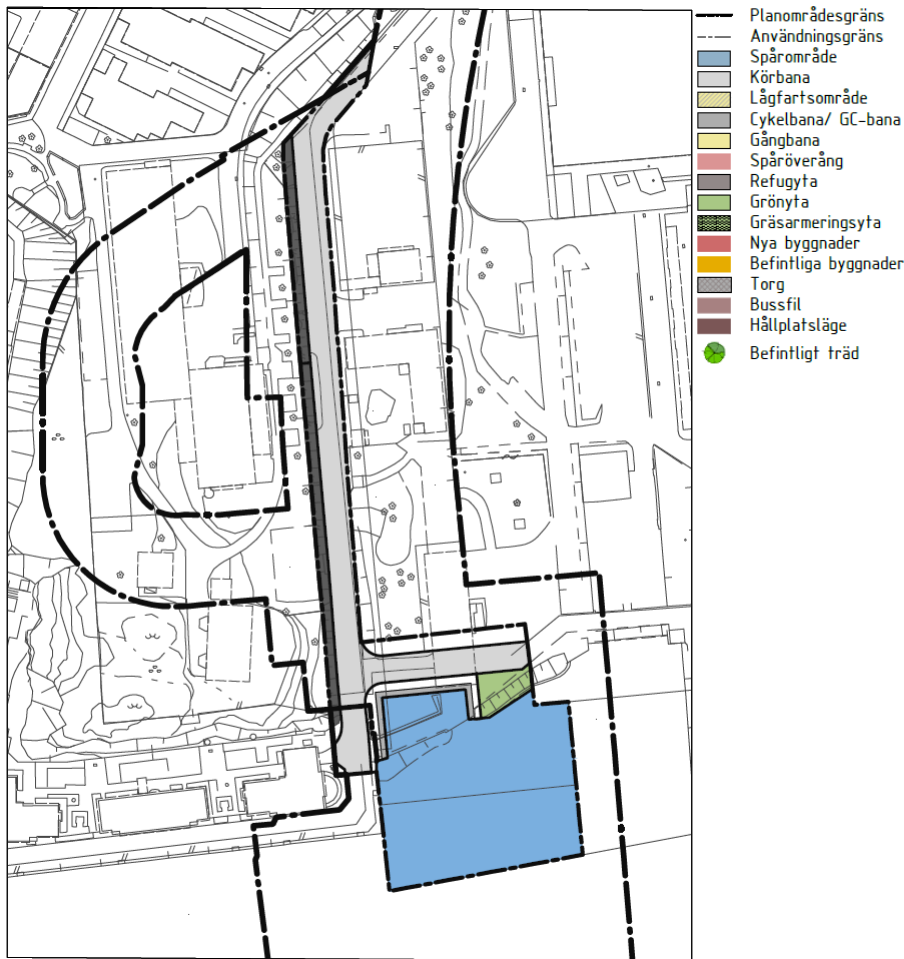 Planområdesgräns
Användningsgräns
Spårområde
Körbana
Lågfartsområde
Cykelbana/ GC-bana
Gångbana
Spåröverång
Refugyta
Grönyta
Gräsarmeringsyta
Nya byggnader
Befintliga byggnader
Torg
Bussfil
Hållplatsläge
Befintligt träd